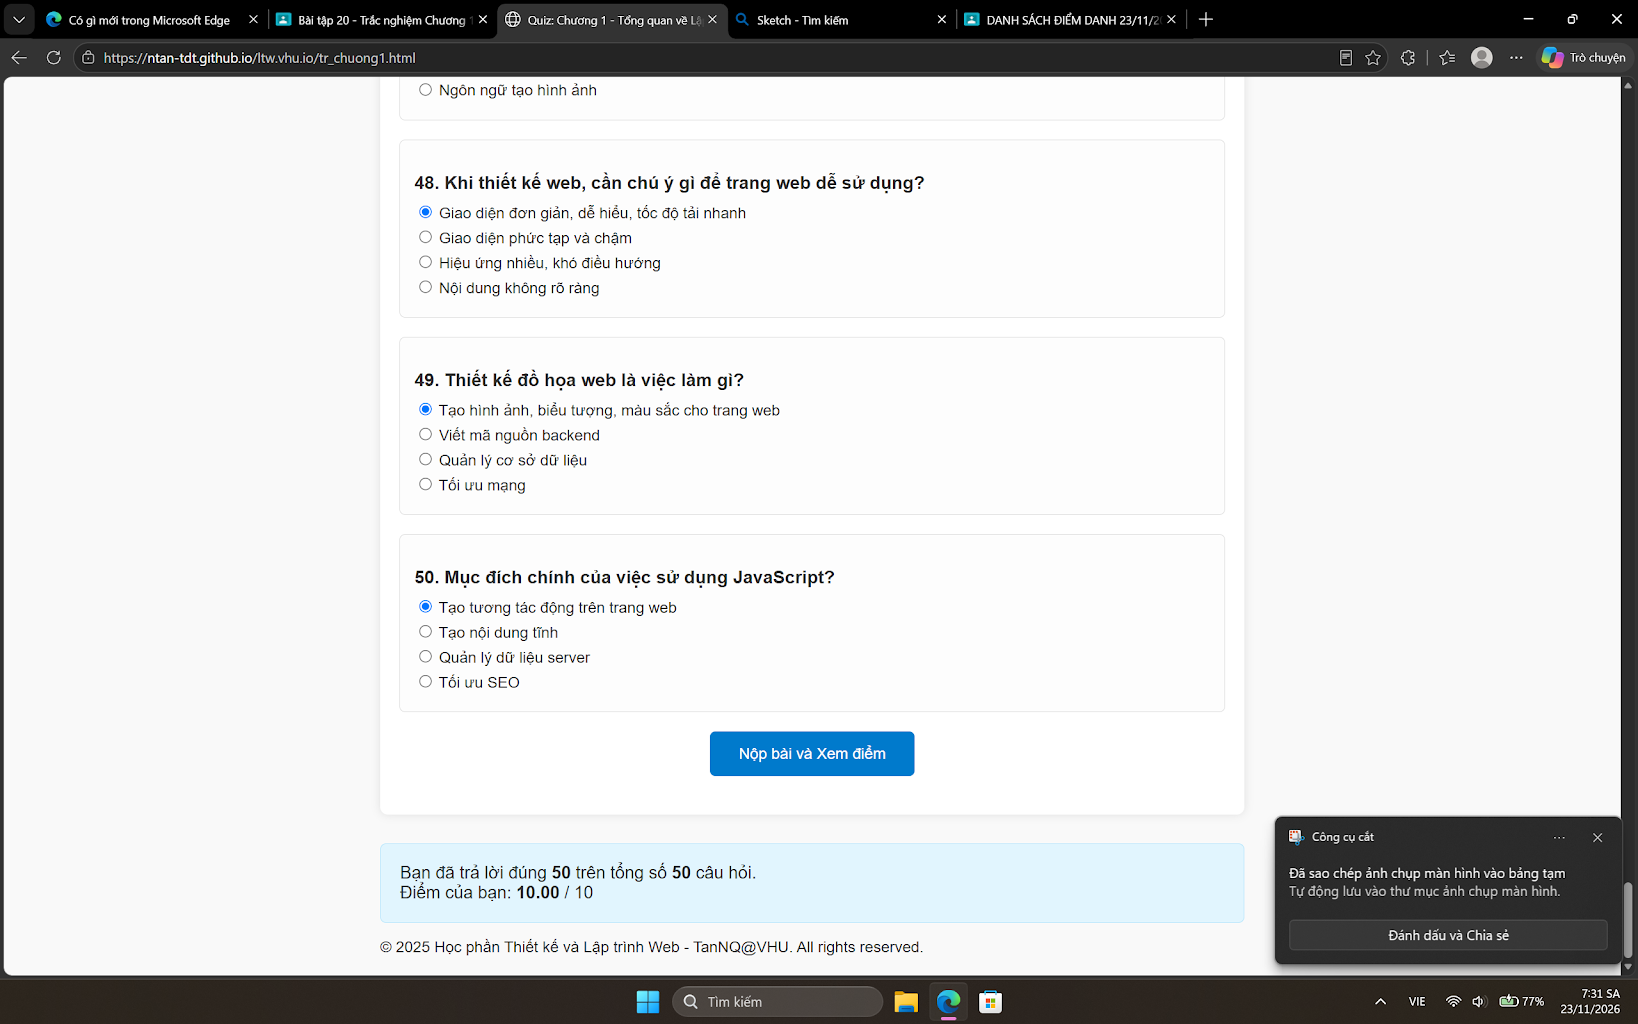 Có gì mới trong Microsoft Edge
Bài tập 20 - Trắc nghiệm Chương 1
Quiz: Chương 1 - Tổng quan về Lậ
Sketch - Tìm kiếm
DANH SÁCH ĐIỂM DANH 23/11/2
https://ntan-tdt.github.io/ltw.vhu.io/tr_chuong1.html
Trò chuyện
Ngôn ngữ tạo hình ảnh
48. Khi thiết kế web, cần chú ý gì để trang web dễ sử dụng?
Giao diện đơn giản, dễ hiểu, tốc độ tải nhanh
Giao diện phức tạp và chậm
Hiệu ứng nhiều, khó điều hướng
Nội dung không rõ ràng
49. Thiết kế đồ họa web là việc làm gì?
Tạo hình ảnh, biểu tượng, màu sắc cho trang web
Viết mã nguồn backend
Quản lý cơ sở dữ liệu
Tối ưu mạng
50. Mục đích chính của việc sử dụng JavaScript?
Tạo tương tác động trên trang web
Tạo nội dung tĩnh
Quản lý dữ liệu server
Tối ưu SEO
Nộp bài và Xem điểm
Bạn đã trả lời đúng 50 trên tổng số 50 câu hỏi.
Điểm của bạn: 10.00 / 10
© 2025 Học phần Thiết kế và Lập trình Web - TanNQ@VHU. All rights reserved.
Công cụ cắt
Đã sao chép ảnh chụp màn hình vào bảng tạm
Tự động lưu vào thư mục ảnh chụp màn hình.
Đánh dấu và Chia sẻ
Tìm kiếm
VIE
77%
7:31 SA
23/11/2026